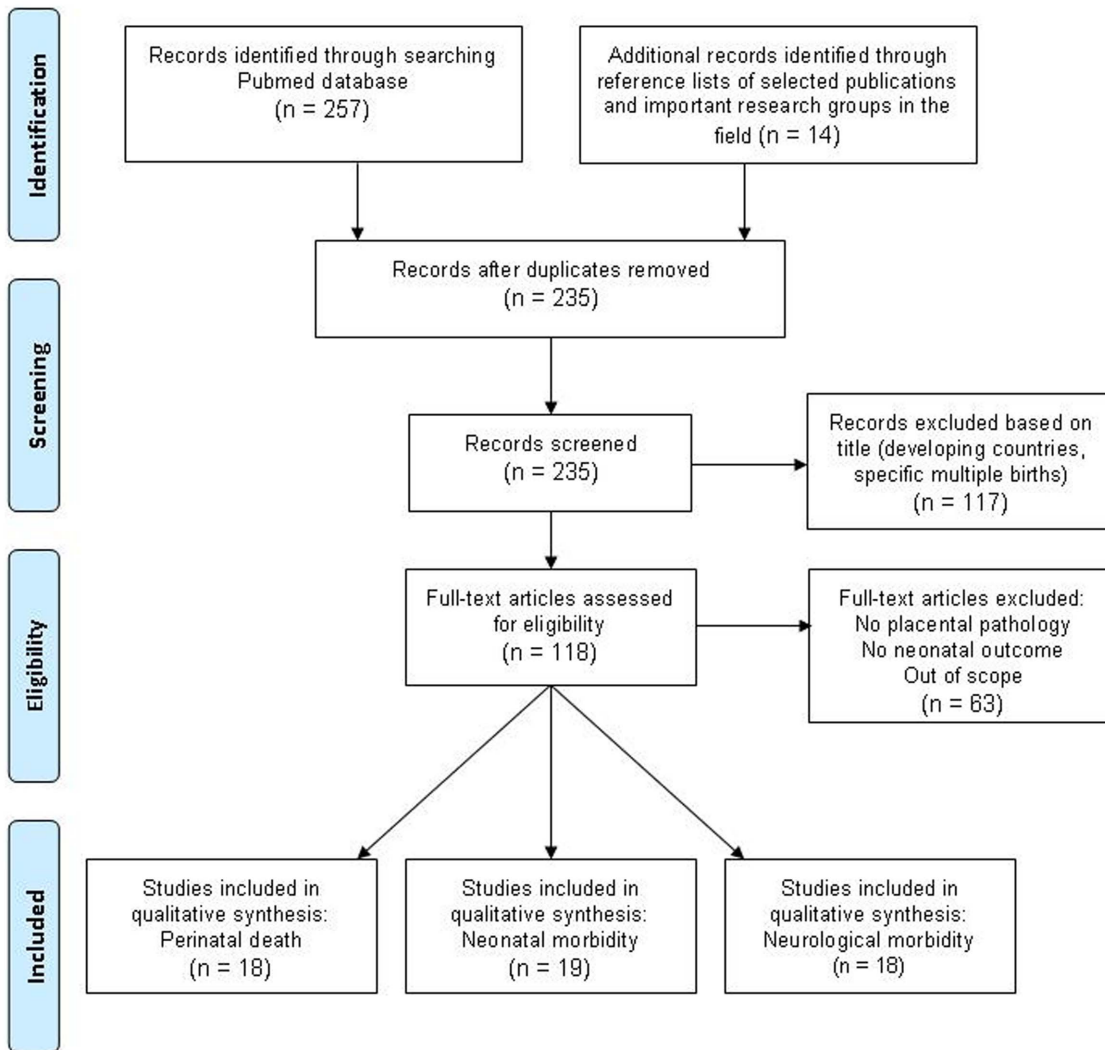 Identification
Records identified through searching
Pubmed database
(n = 257)
Additional records identified through
reference lists of selected publications
and important research groups in the
field (n = 14)
Records after duplicates removed
(n = 235)
Screening
Records screened
(n = 235)
Records excluded based on
title (developing countries,
specific multiple births)
(n = 117)
Eligibility
Full-text articles assessed
for eligibility
(n = 118)
Full-text articles excluded:
No placental pathology
No neonatal outcome
Out of scope
(n = 63)
Included
Studies included in
qualitative synthesis:
Perinatal death
(n = 18)
Studies included in
qualitative synthesis:
Neonatal morbidity
(n = 19)
Studies included in
qualitative synthesis:
Neurological morbidity
(n = 18)